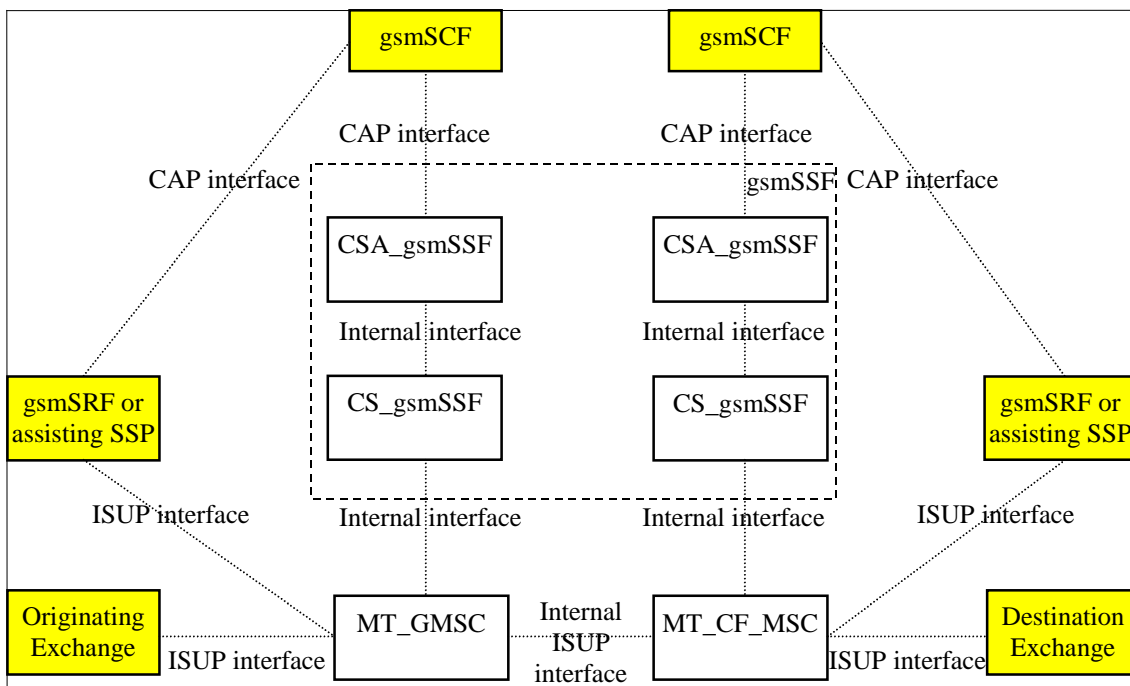 gsmSCF
gsmSCF
CAP interface
CAP interface
CAP interface
gsmSSF
CAP interface
CSA_gsmSSF
CSA_gsmSSF
Internal interface
Internal interface
gsmSRF or
assisting SSP
CS_gsmSSF
CS_gsmSSF
gsmSRF or
assisting SSP
ISUP interface
Internal interface
Internal interface
ISUP interface
Originating
Exchange
ISUP interface
MT_GMSC
Internal
ISUP
interface
MT_CF_MSC
ISUP interface
Destination
Exchange